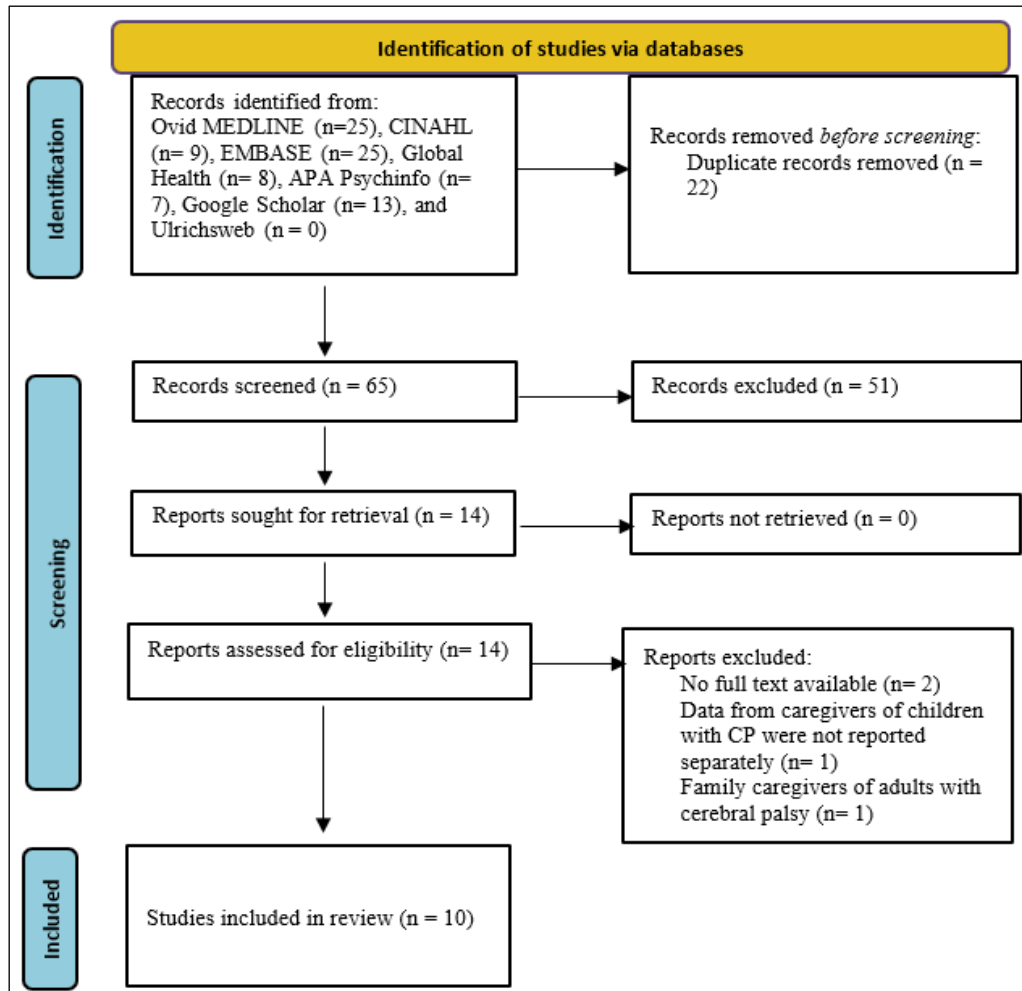 Identification of studies via databases
Identification
Records identified from:
Ovid MEDLINE (n=25), CINAHL
(n= 9), EMBASE (n= 25), Global
Health (n= 8), APA Psychinfo (n=
7), Google Scholar (n= 13), and
Ulrichsweb (n = 0)
Records removed before screening:
Duplicate records removed (n =
22)
Screening
Records screened (n = 65)
Records excluded (n = 51)
Reports sought for retrieval (n = 14)
Reports not retrieved (n = 0)
Reports assessed for eligibility (n= 14)
Reports excluded:
No full text available (n= 2)
Data from caregivers of children
with CP were not reported
separately (n= 1)
Family caregivers of adults with
cerebral palsy (n= 1)
Included
Studies included in review (n = 10)